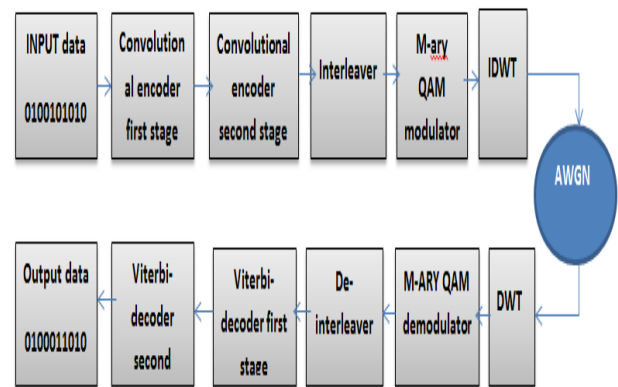 INPUT data
0100101010
Convolution
al encoder
first stage
Convolutional
encoder
second stage
Interleaver
M-ary
QAM
modulator
IDWT
AWGN
Output data
0100011010
Viterbi-
decoder
second
Viterbi-
decoder first
stage
De-
interleaver
M-ARY QAM
demodulator
DWT